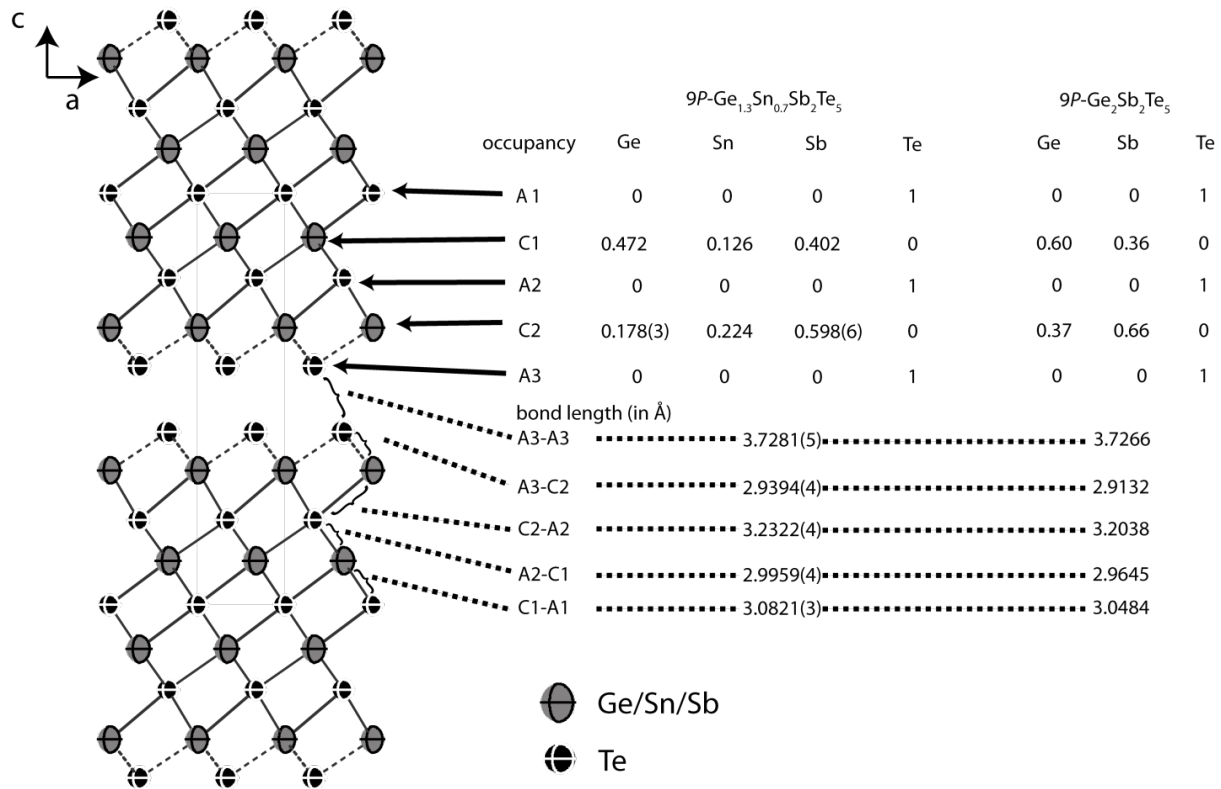 c
a
9P-Ge1.3Sn0.7Sb2Te5 9P-Ge2Sb2Te5
occupancy Ge Sn Sb Te Ge Sb Te
A1 0 0 0 1 0 0 1
C1 0.472 0.126 0.402 0 0.60 0.36 0
A2 0 0 0 1 0 0 1
C2 0.178(3) 0.224 0.598(6) 0 0.37 0.66 0
A3 0 0 0 1 0 0 1
bond length (in Å)
A3-A3 3.7281(5) 3.7266
A3-C2 2.9394(4) 2.9132
C2-A2 3.2322(4) 3.2038
A2-C1 2.9959(4) 2.9645
C1-A1 3.0821(3) 3.0484
Ge/Sn/Sb
Te